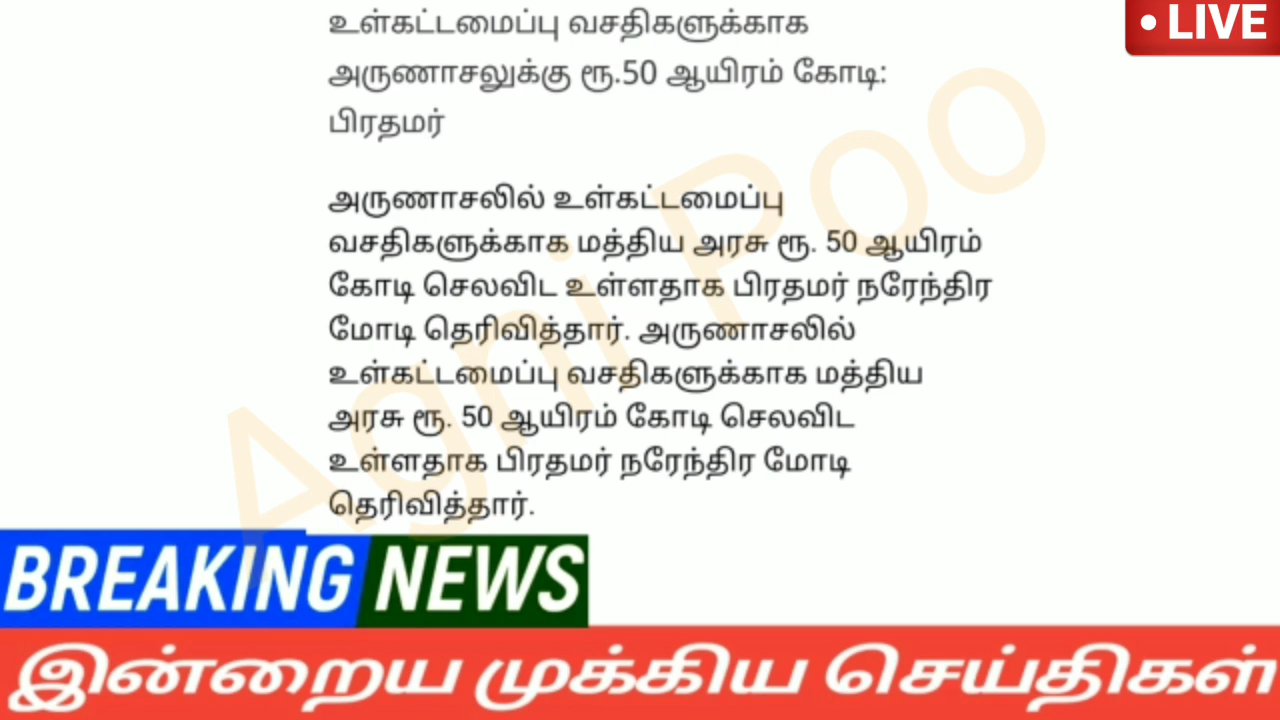 உள்கட்டமைப்பு வசதிகளுக்காக
அருணாசலுக்கு ரூ.50 ஆயிரம் கோடி:
பிரதமர்
அருணாசலில் உள்கட்டமைப்பு
வசதிகளுக்காக மத்திய அரசு ரூ. 50 ஆயிரம்
கோடி செலவிட உள்ளதாக பிரதமர் நரேந்திர
மோடி தெரிவித்தார். அருணாசலில்
உள்கட்டமைப்பு வசதிகளுக்காக மத்திய
அரசு ரூ. 50 ஆயிரம் கோடி செலவிட
உள்ளதாக பிரதமர் நரேந்திர மோடி
தெரிவித்தார்.
• LIVE
Agni Poo
BREAKING NEWS
இன்றைய முக்கிய செய்திகள்